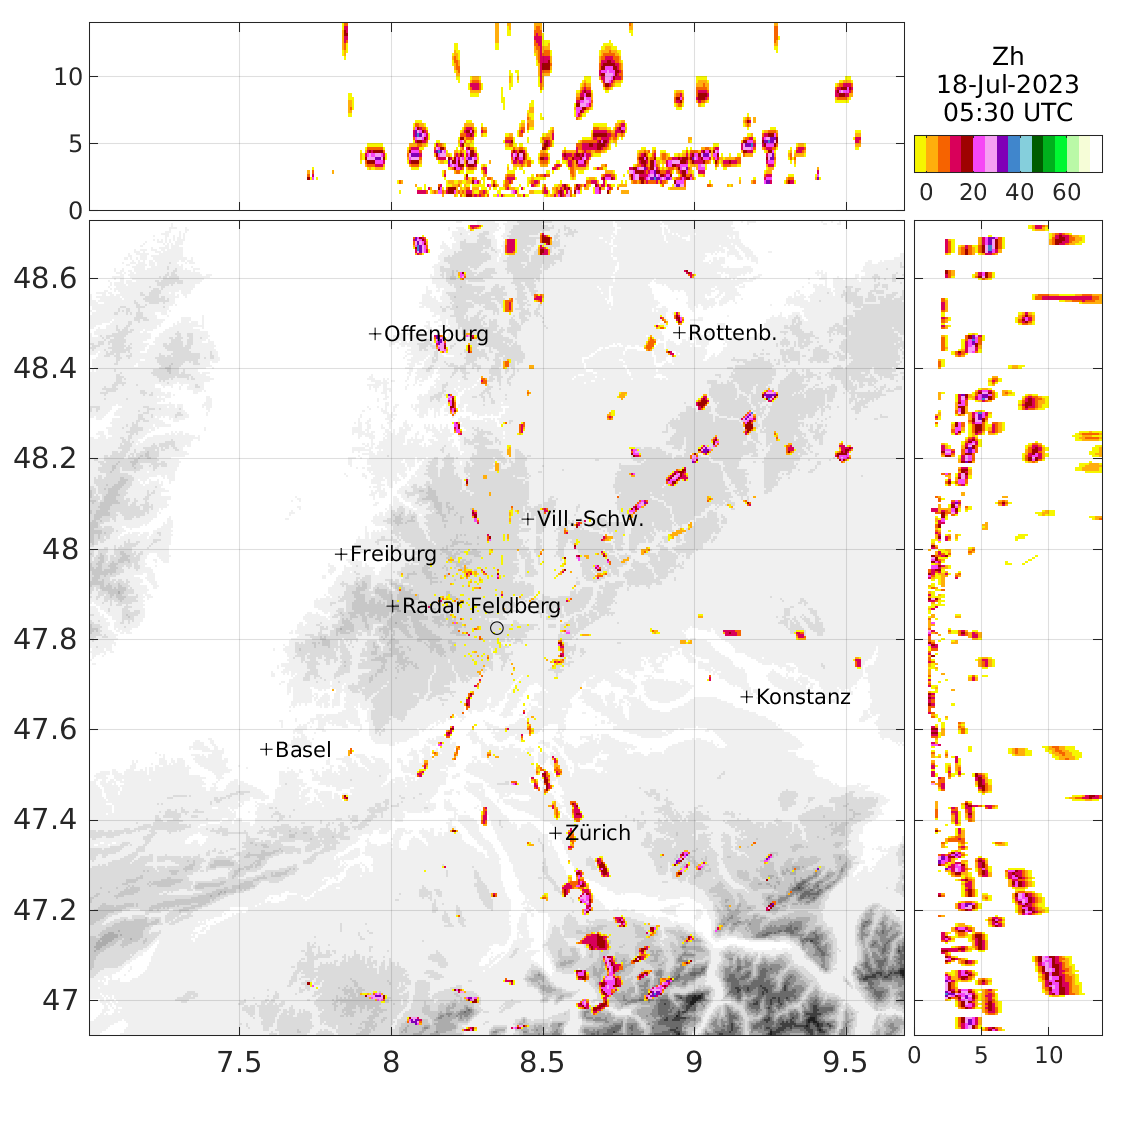 10
5
0
Zh
18-Jul-2023
05:30 UTC
0 20 40 60
48.6
48.4
48.2
48
47.8
47.6
47.4
47.2
47
+Offenburg
+Rottenb.
+Vill.-Schw.
+Freiburg
+Radar Feldberg
+Konstanz
+Basel
+Zürich
7.5 8 8.5 9 9.5
0 5 10